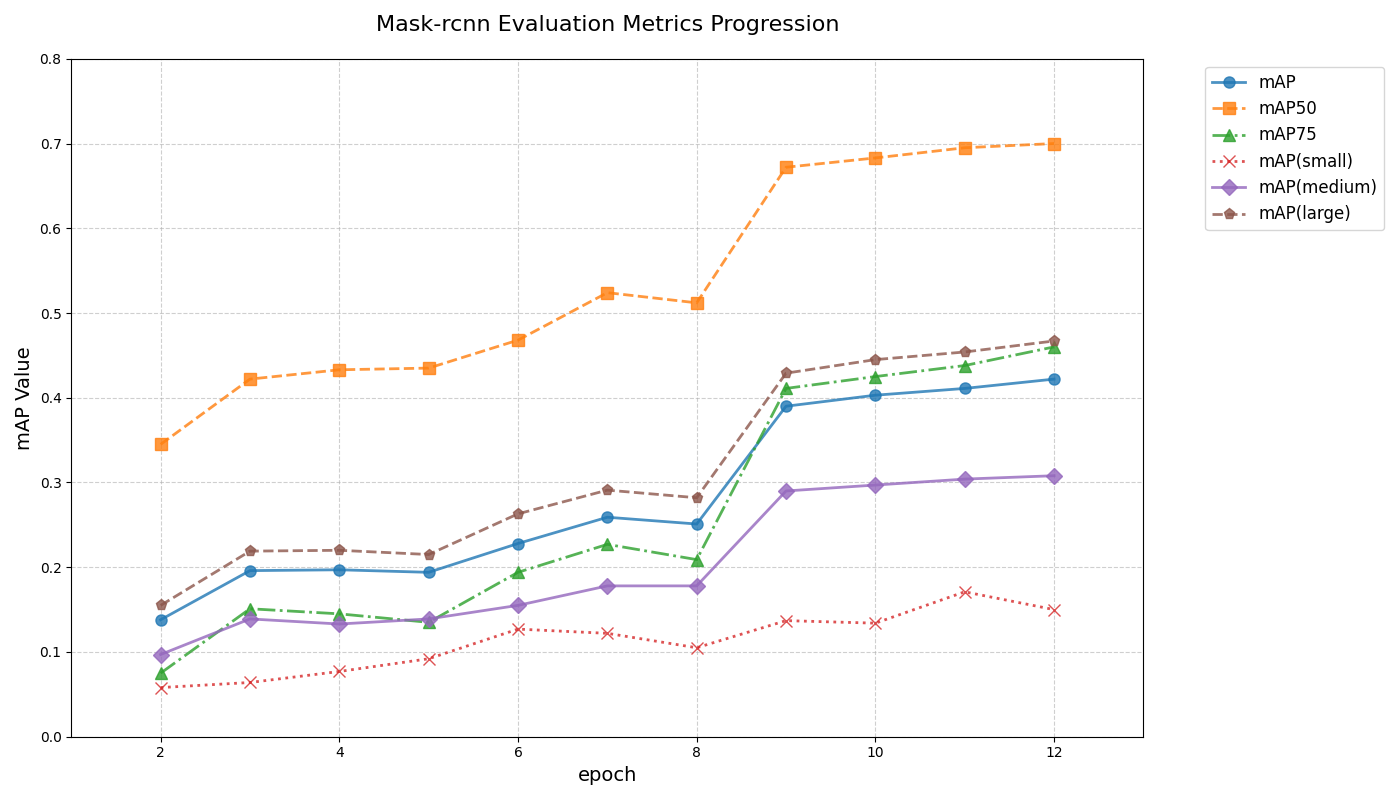 Mask-rcnn Evaluation Metrics Progression
mAP Value
0.8
0.7
0.6
0.5
0.4
0.3
0.2
0.1
0.0
2 4 6 8 10 12
epoch
mAP
mAP50
mAP75
mAP(small)
mAP(medium)
mAP(large)